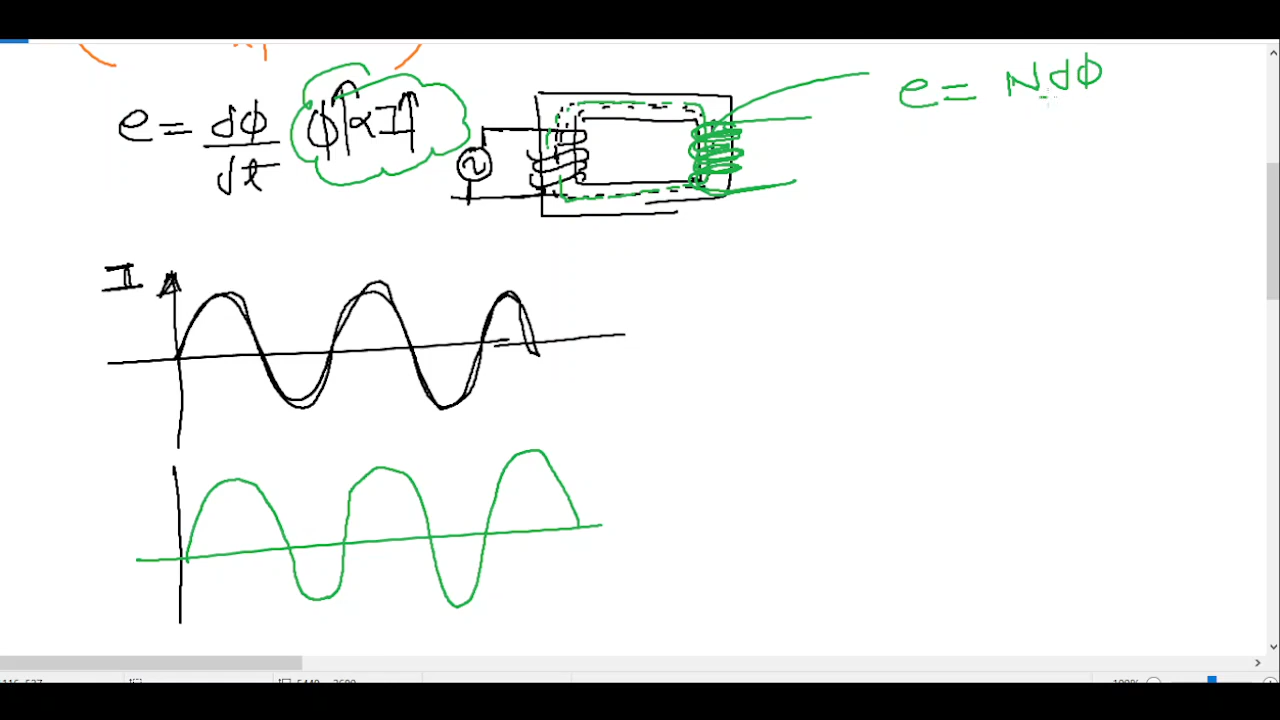 e = dφ/dt φ↑ ∝ I↑
e = N dφ
I